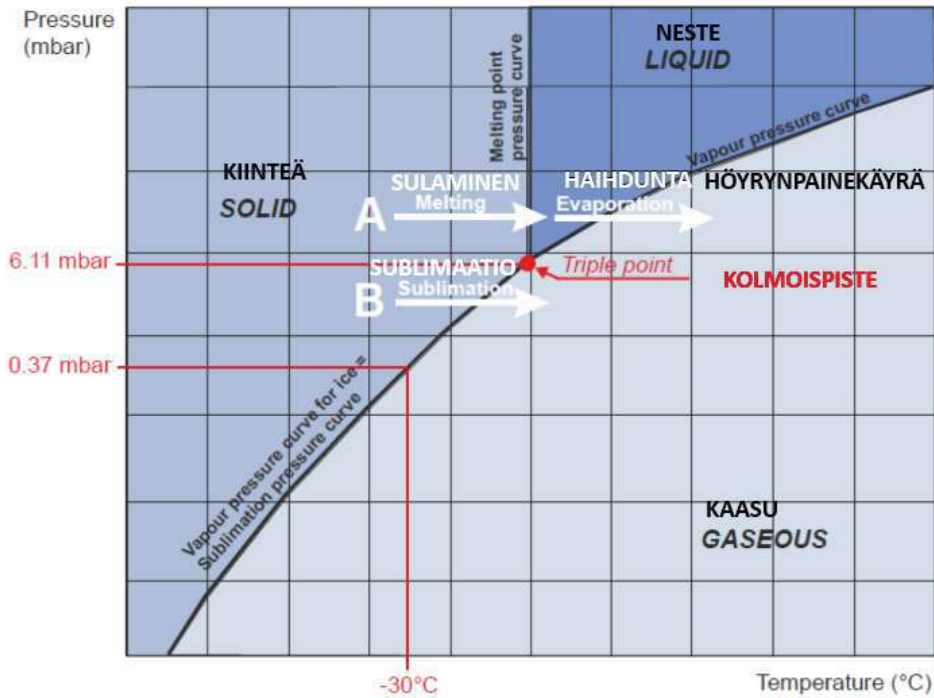 Pressure
(mbar)
NESTE
LIQUID
Melting point
pressure curve
Vapour pressure curve
KIINTEÄ
SOLID
A
SULAMINEN
Melting
HAIHDUNTA
Evaporation
HÖYRYNPAINEKÄYRÄ
6.11 mbar
SUBLIMAATIO
B
Sublimation
Triple point
KOLMOISPISTE
0.37 mbar
Vapour pressure curve for ice =
Sublimation pressure curve
KAASU
GASEOUS
-30°C
Temperature (°C)